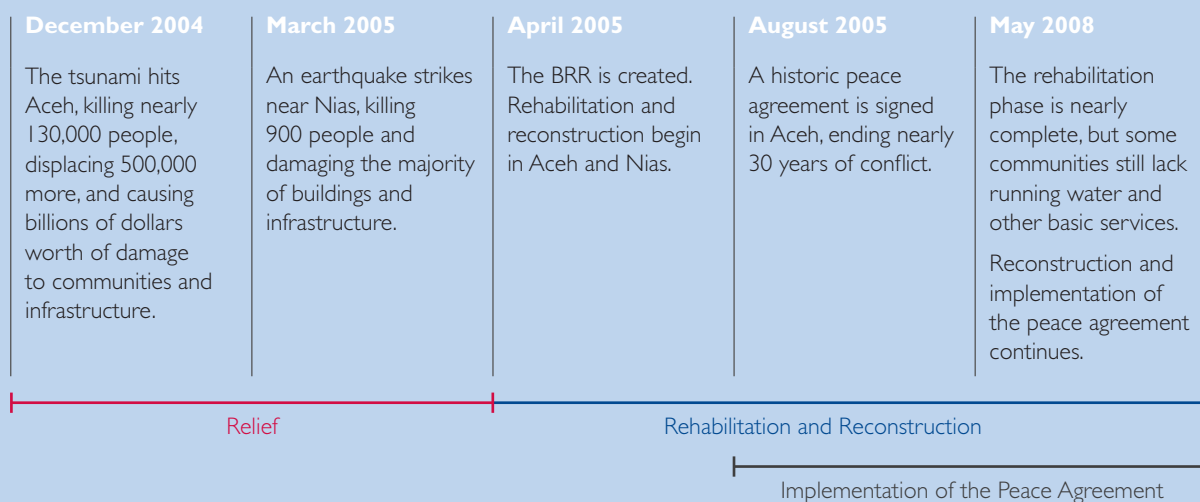 December 2004
The tsunami hits
Aceh, killing nearly
130,000 people,
displacing 500,000
more, and causing
billions of dollars
worth of damage
to communities and
infrastructure.
March 2005
An earthquake strikes
near Nias, killing
900 people and
damaging the majority
of buildings and
infrastructure.
April 2005
The BRR is created.
Rehabilitation and
reconstruction begin
in Aceh and Nias.
August 2005
A historic peace
agreement is signed
in Aceh, ending nearly
30 years of conflict.
May 2008
The rehabilitation
phase is nearly
complete, but some
communities still lack
running water and
other basic services.
Reconstruction and
implementation of
the peace agreement
continues.
Relief
Rehabilitation and Reconstruction
Implementation of the Peace Agreement